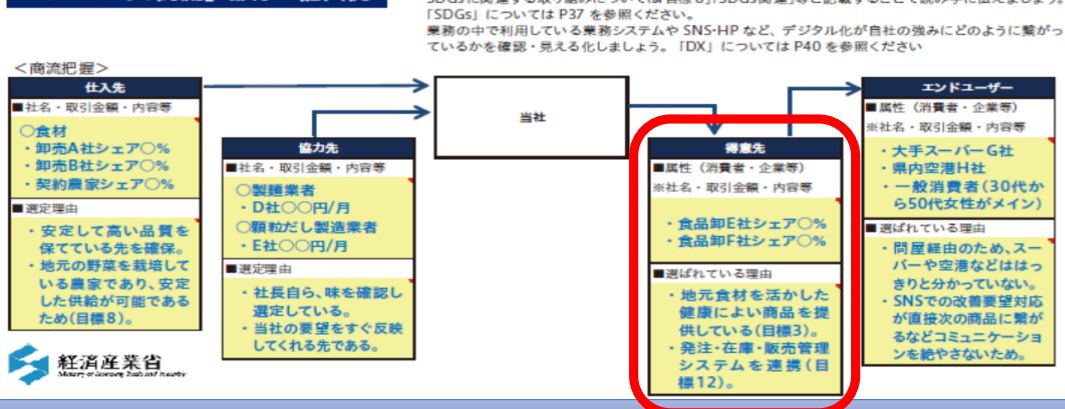 「SDGs」については P37 を参照ください。
業務の中で利用している業務システムや SNS・HP など、デジタル化が自社の強みにどのように繋がっ
ているかを確認・見える化しましょう。「DX」については P40 を参照ください
<商流把握>
仕入先
■社名・取引金額・内容等
○食材
・卸売A社シェア○%
・卸売B社シェア○%
・契約農家シェア○%
■選定理由
・安定して高い品質を
保てている先を確保。
・地元の野菜を栽培して
いる農家であり、安定
した供給が可能である
ため(目標8)。
協力先
■社名・取引金額・内容等
○製麺業者
・D社○○円/月
○顆粒だし製造業者
・E社○○円/月
■選定理由
・社長自ら、味を確認し
選定している。
・当社の要望をすぐ反映
してくれる先である。
当社
得意先
■属性(消費者・企業等)
※社名・取引金額・内容等
・食品卸E社シェア○%
・食品卸F社シェア○%
■選ばれている理由
・地元食材を活かした
健康によい商品を提
供している(目標3)。
・発注・在庫・販売管理
システムを連携(目
標12)。
エンドユーザー
■属性(消費者・企業等)
※社名・取引金額・内容等
・大手スーパーG社
・県内空港H社
・一般消費者(30代か
ら50代女性がメイン)
■選ばれている理由
・問屋経由のため、スー
パーや空港などははっ
きりと分かっていない。
・SNSでの改善要望対応
が直接次の商品に繋が
るなどコミュニケーショ
ンを絶やさないため。
経済産業省
Ministry of Economy, Trade and Industry